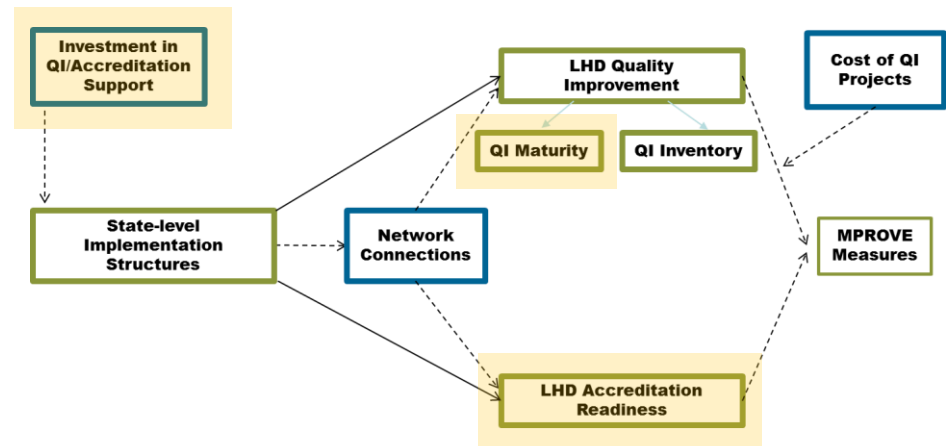 Investment in
QI/Accreditation
Support
LHD Quality
Improvement
Cost of QI
Projects
QI Maturity
QI Inventory
State-level
Implementation
Structures
Network
Connections
MPROVE
Measures
LHD Accreditation
Readiness